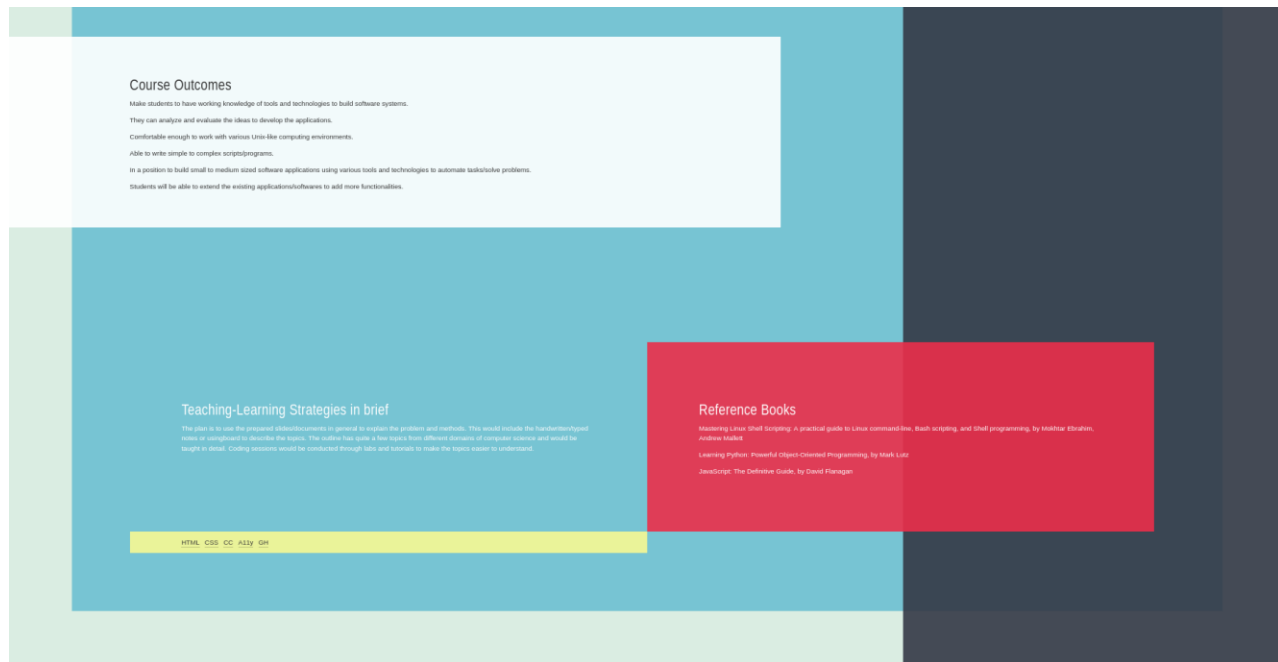 Course Outcomes
Make students to have working knowledge of tools and technologies to build software systems.
They can analyze and evaluate the ideas to develop the applications.
Comfortable enough to work with various Unix-like computing environments.
Able to write simple to complex scripts/programs.
In a position to build small to medium sized software applications using various tools and technologies to automate tasks/solve problems.
Students will be able to extend the existing applications/softwares to add more functionalities.
Teaching-Learning Strategies in brief
The plan is to use the prepared slides/documents in general to explain the problem and methods. This would include the handwritten/typed
notes or usingboard to describe the topics. The outline has quite a few topics from different domains of computer science and would be
taught in detail. Coding sessions would be conducted through labs and tutorials to make the topics easier to understand.
Reference Books
Mastering Linux Shell Scripting: A practical guide to Linux command-line, Bash scripting, and Shell programming, by Mokhtar Ebrahim,
Andrew Mallett
Learning Python: Powerful Object-Oriented Programming, by Mark Lutz
JavaScript: The Definitive Guide, by David Flanagan
HTML CSS CC A11y GH